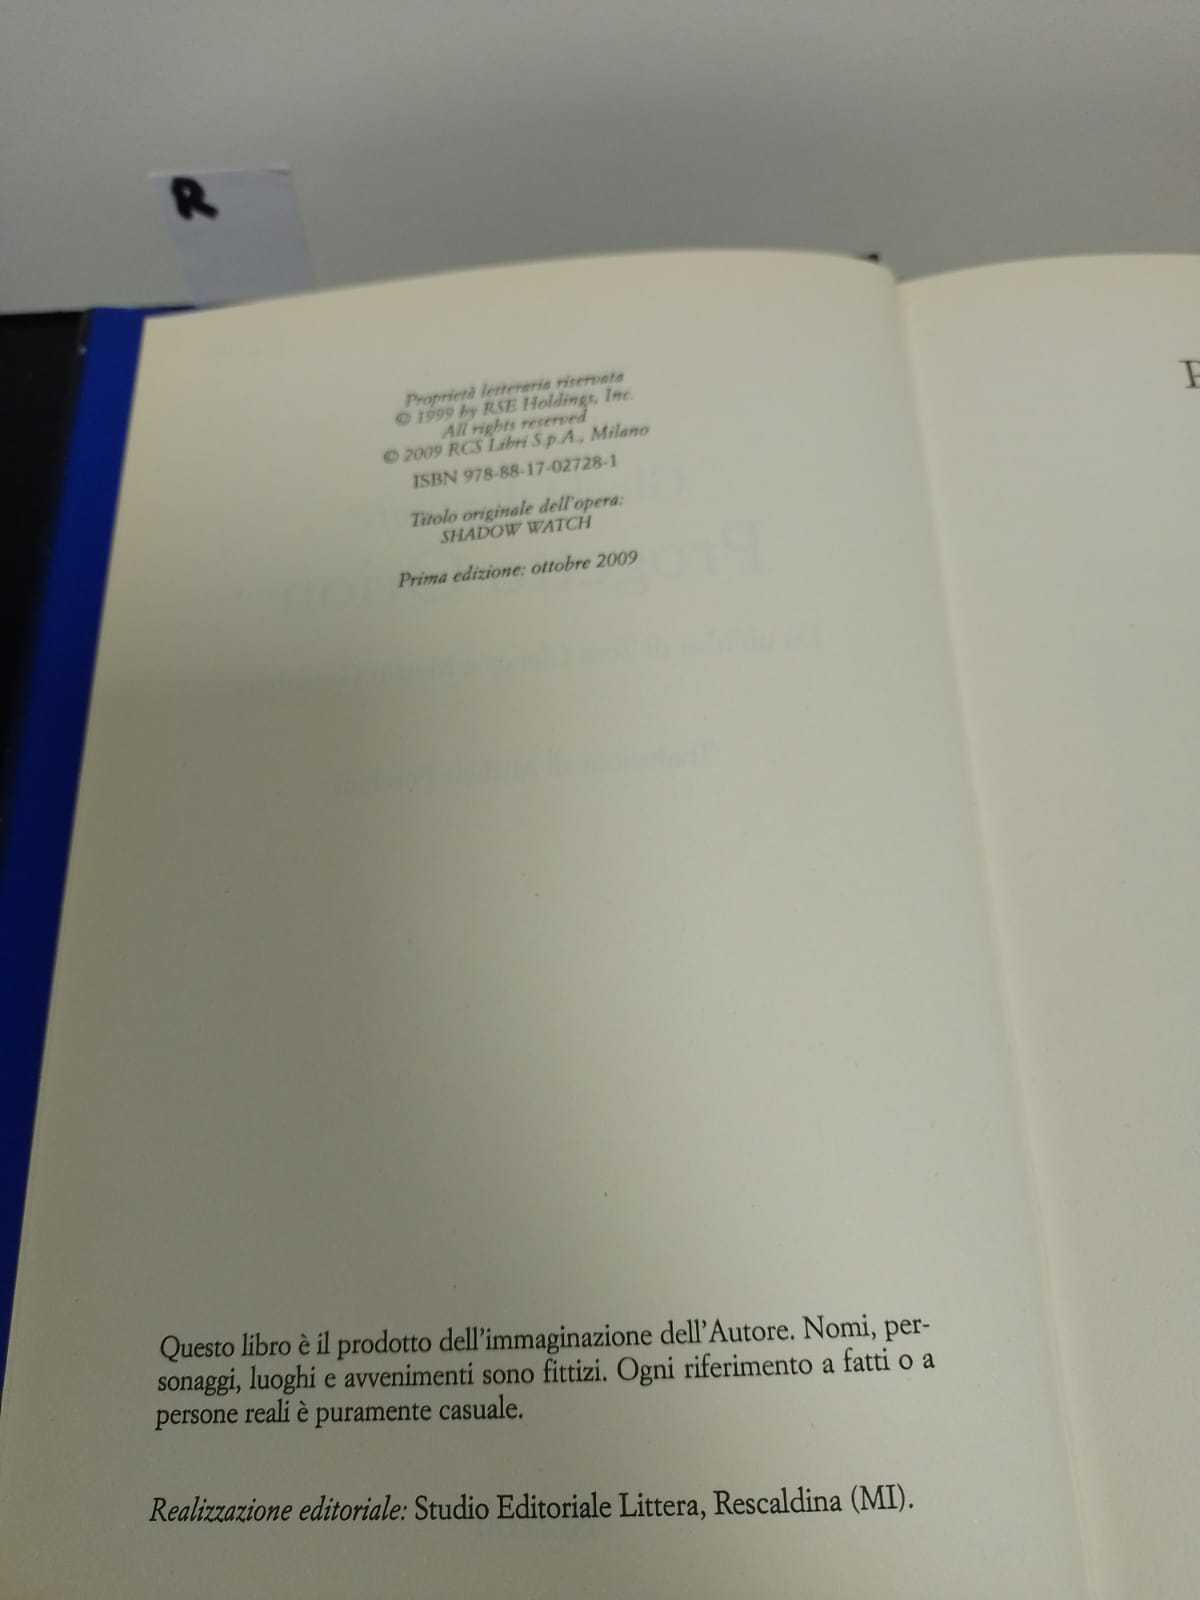 R
Proprietà letteraria riservata
© 1999 by RSE Holdings, Inc.
All rights reserved
© 2009 RCS Libri S.p.A., Milano
ISBN 978-88-17-02728-1
Titolo originale dell'opera:
SHADOW WATCH
Prima edizione: ottobre 2009
P
Questo libro è il prodotto dell'immaginazione dell'Autore. Nomi, per-
sonaggi, luoghi e avvenimenti sono fittizi. Ogni riferimento a fatti o a
persone reali è puramente casuale.
Realizzazione editoriale: Studio Editoriale Littera, Rescaldina (MI).